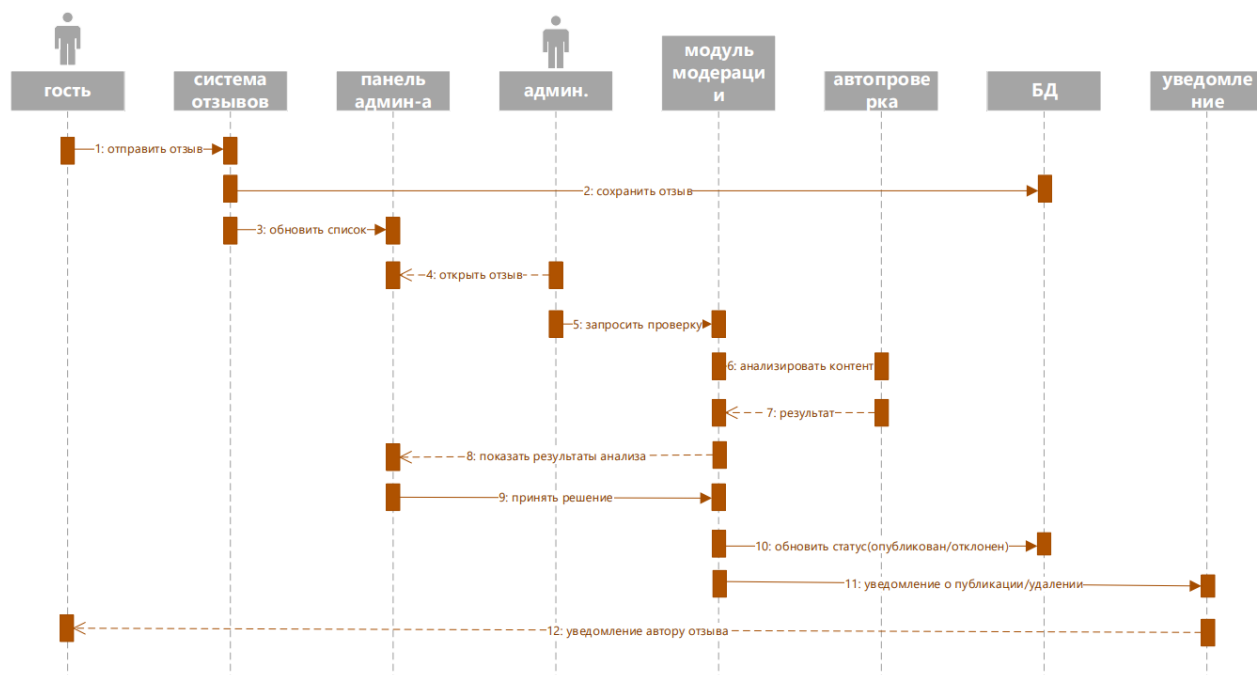 гость
система
отзывов
панель
админ-а
админ.
модуль
модераци
и
автопрове
рка
БД
уведомле
ние
1: отправить отзыв
2: сохранить отзыв
3: обновить список
4: открыть отзыв
5: запросить проверку
6: анализировать контент
7: результат
8: показать результаты анализа
9: принять решение
10: обновить статус(опубликован/отклонен)
11: уведомление о публикации/удалении
12: уведомление автору отзыва